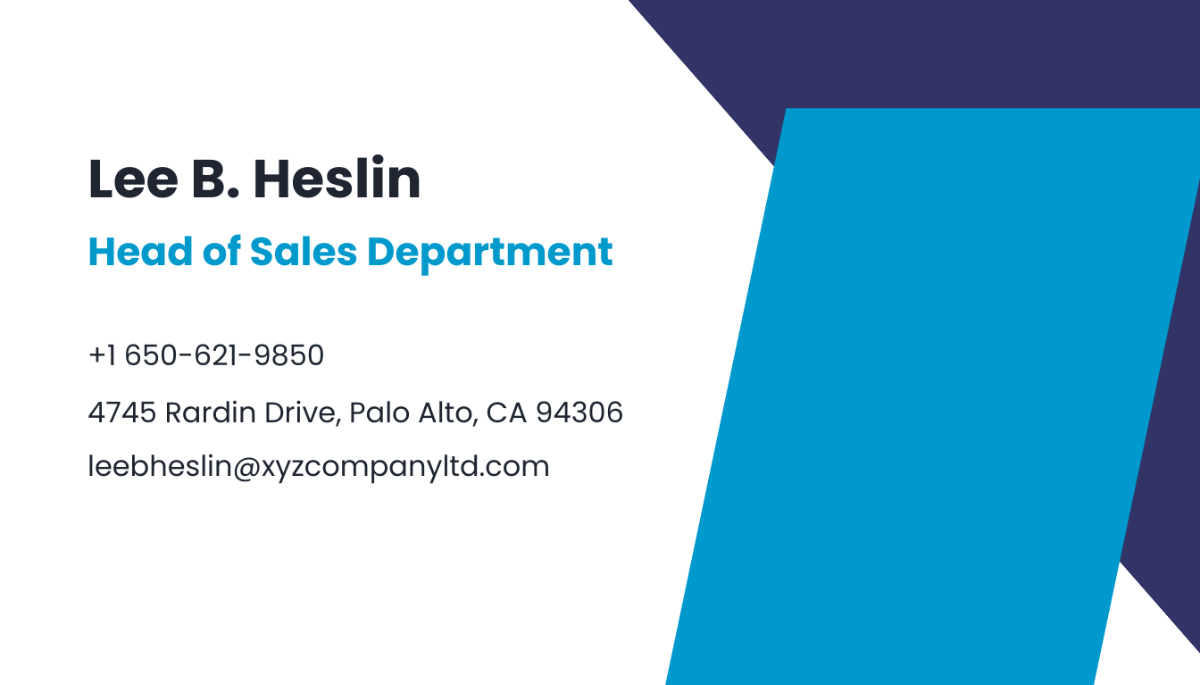 Lee B. Heslin
Head of Sales Department
+1 650-621-9850
4745 Rardin Drive, Palo Alto, CA 94306
leebheslin@xyzcompanyltd.com